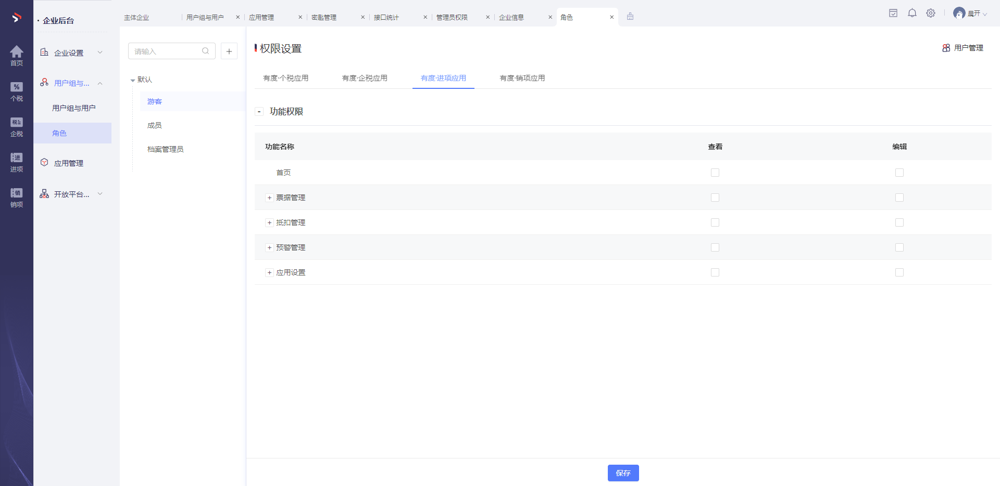 企业后台
首页
个税
企税
进项
销项
企业设置
用户组与...
用户组与用户
角色
应用管理
开放平台...
主体企业
用户组与用户
应用管理
密匙管理
接口统计
管理员权限
企业信息
角色
晨开
请输入
默认
游客
成员
档案管理员
权限设置
用户管理
有度·个税应用
有度·企税应用
有度·进项应用
有度·销项应用
功能权限
功能名称 查看 编辑
首页
票据管理
抵扣管理
预警管理
应用设置
保存